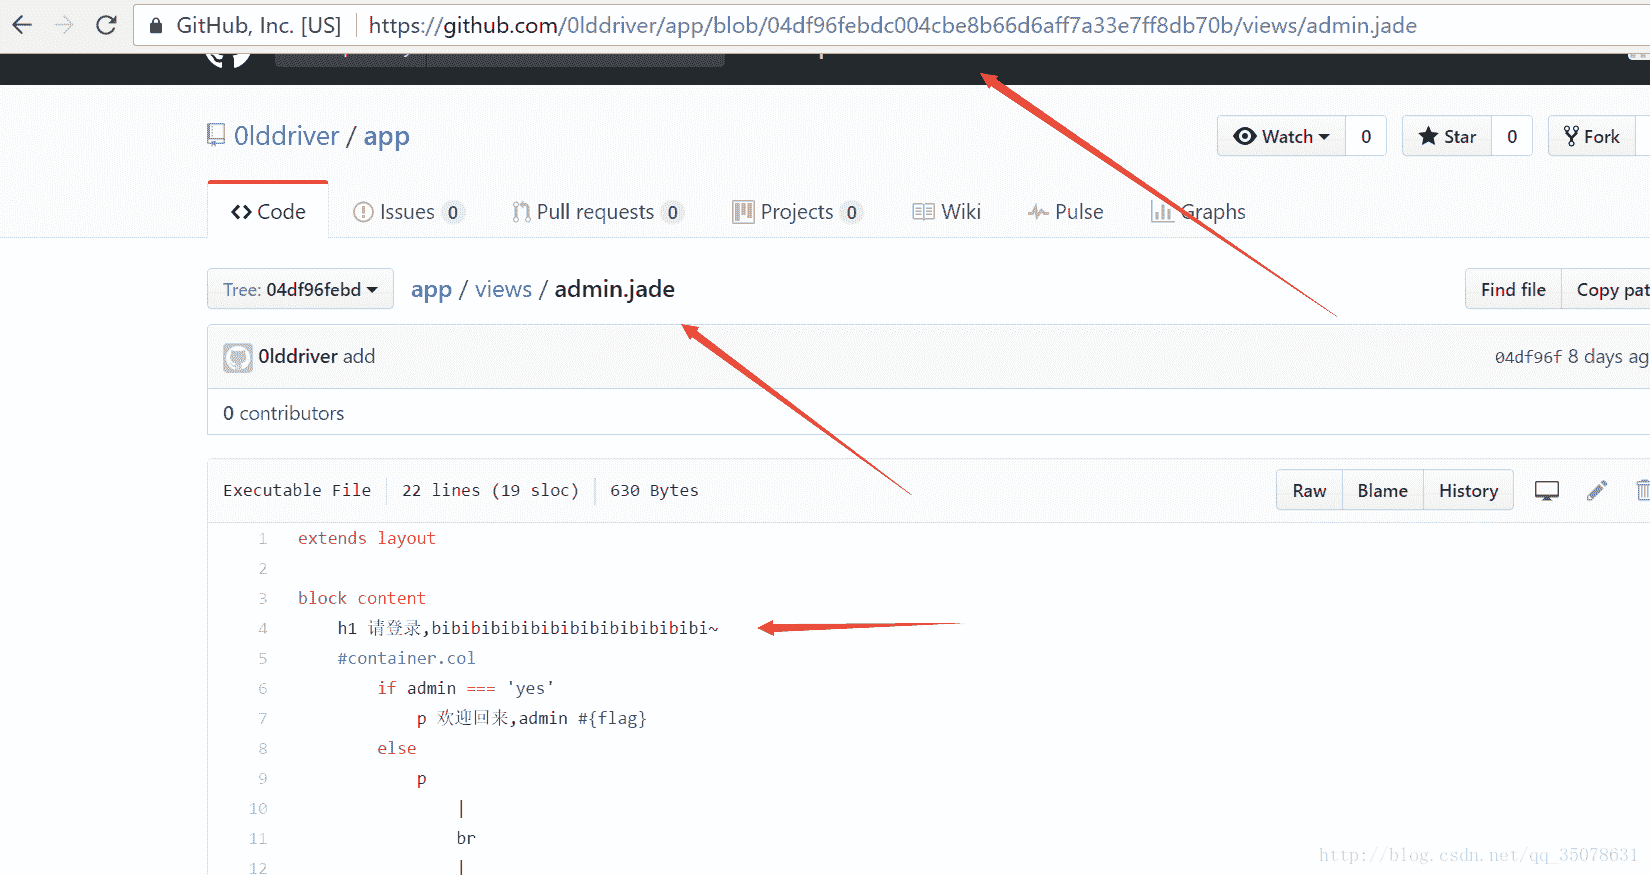 GitHub, Inc. [US] https://github.com/0lddriver/app/blob/04df96febdc004cbe8b66d6aff7a33e7ff8db70b/views/admin.jade
0lddriver / app
Watch 0 Star 0 Fork
Code Issues 0 Pull requests 0 Projects 0 Wiki Pulse Graphs
Tree: 04df96febd app / views / admin.jade Find file Copy pat
0lddriver add 04df96f 8 days ag
0 contributors
Executable File 22 lines (19 sloc) 630 Bytes Raw Blame History
1 extends layout
2
3 block content
4 h1 请登录,bibibibibibibibibibibibibibi~
5 #container.col
6 if admin === 'yes'
7 p 欢迎回来,admin #{flag}
8 else
9 p
10 |
11 br
12 |
http://blog.csdn.net/qq_35078631